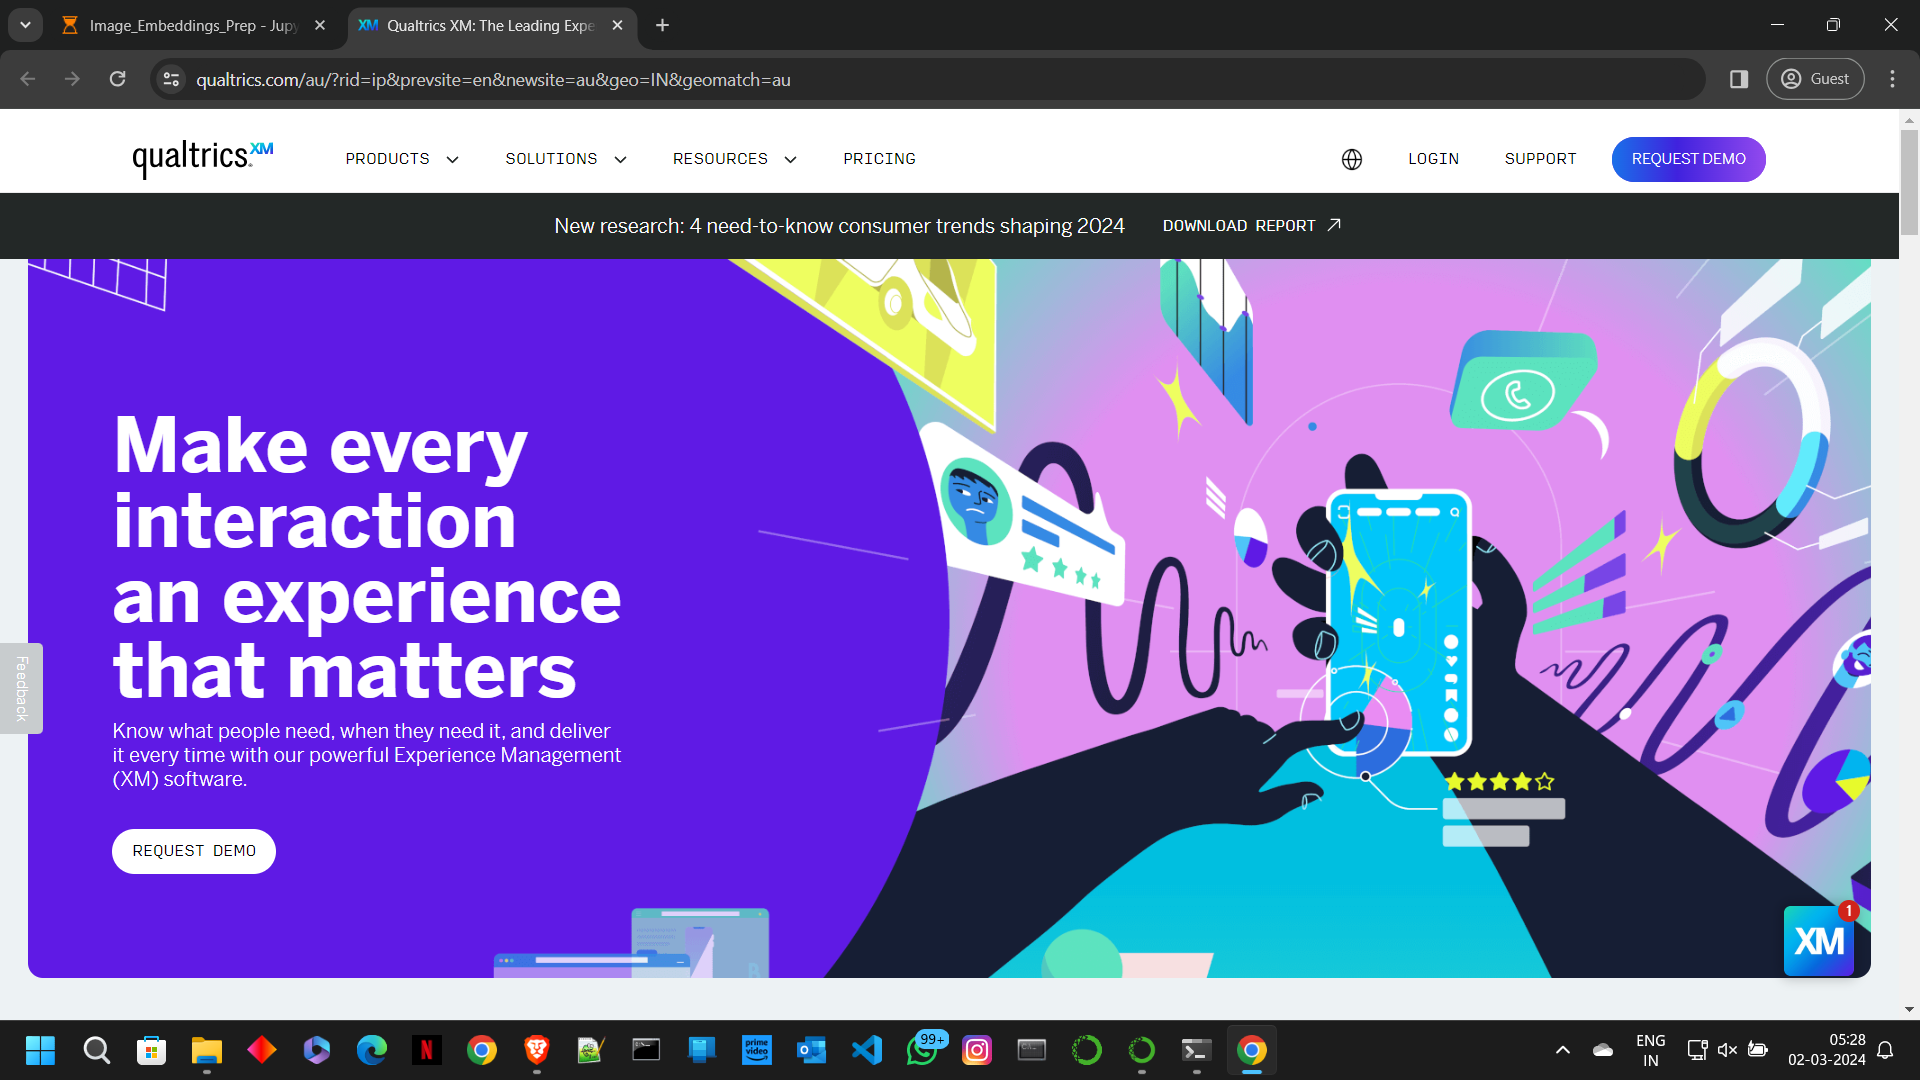 Image_Embeddings_Prep - Jupy
Qualtrics XM: The Leading Expe
qualtrics.com/au/?rid=ip&prevsite=en&newsite=au&geo=IN&geomatch=au
Guest
qualtrics.XM
PRODUCTS
SOLUTIONS
RESOURCES
PRICING
LOGIN
SUPPORT
REQUEST DEMO
New research: 4 need-to-know consumer trends shaping 2024
DOWNLOAD REPORT
Make every
interaction
an experience
that matters
Know what people need, when they need it, and deliver
it every time with our powerful Experience Management
(XM) software.
REQUEST DEMO
Feedback
XM
1
prime
video
99+
ENG
IN
05:28
02-03-2024